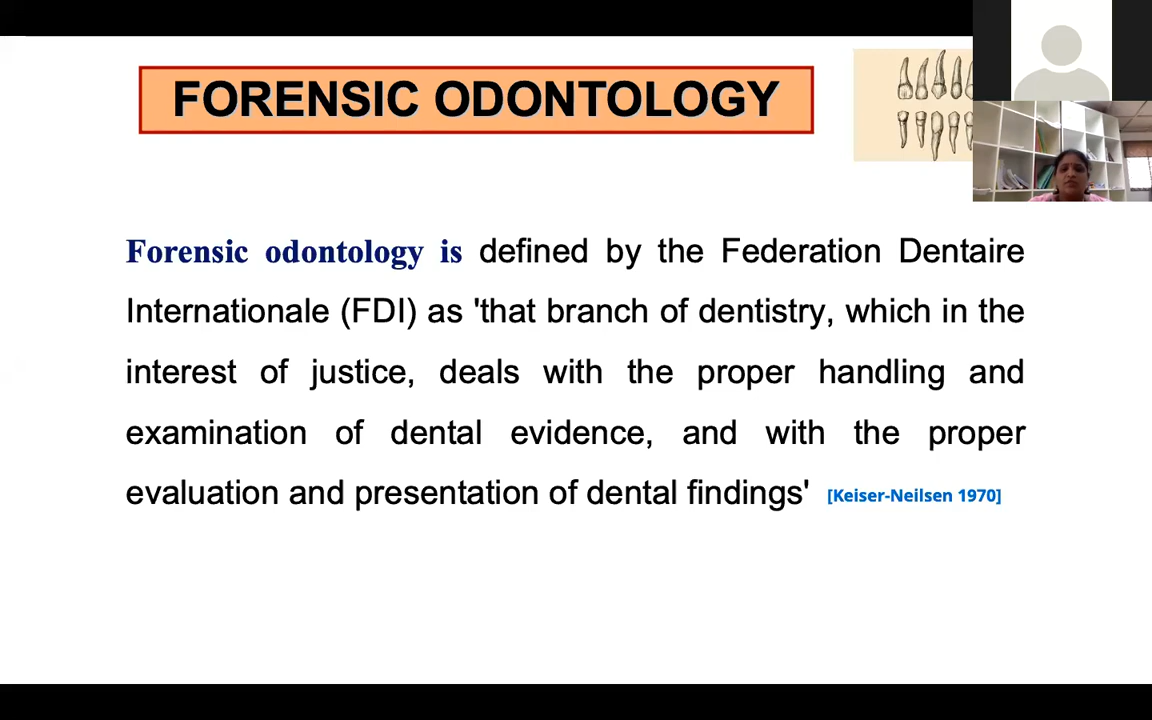 FORENSIC ODONTOLOGY
Forensic odontology is defined by the Federation Dentaire
Internationale (FDI) as 'that branch of dentistry, which in the
interest of justice, deals with the proper handling and
examination of dental evidence, and with the proper
evaluation and presentation of dental findings' [Keiser-Neilsen 1970]